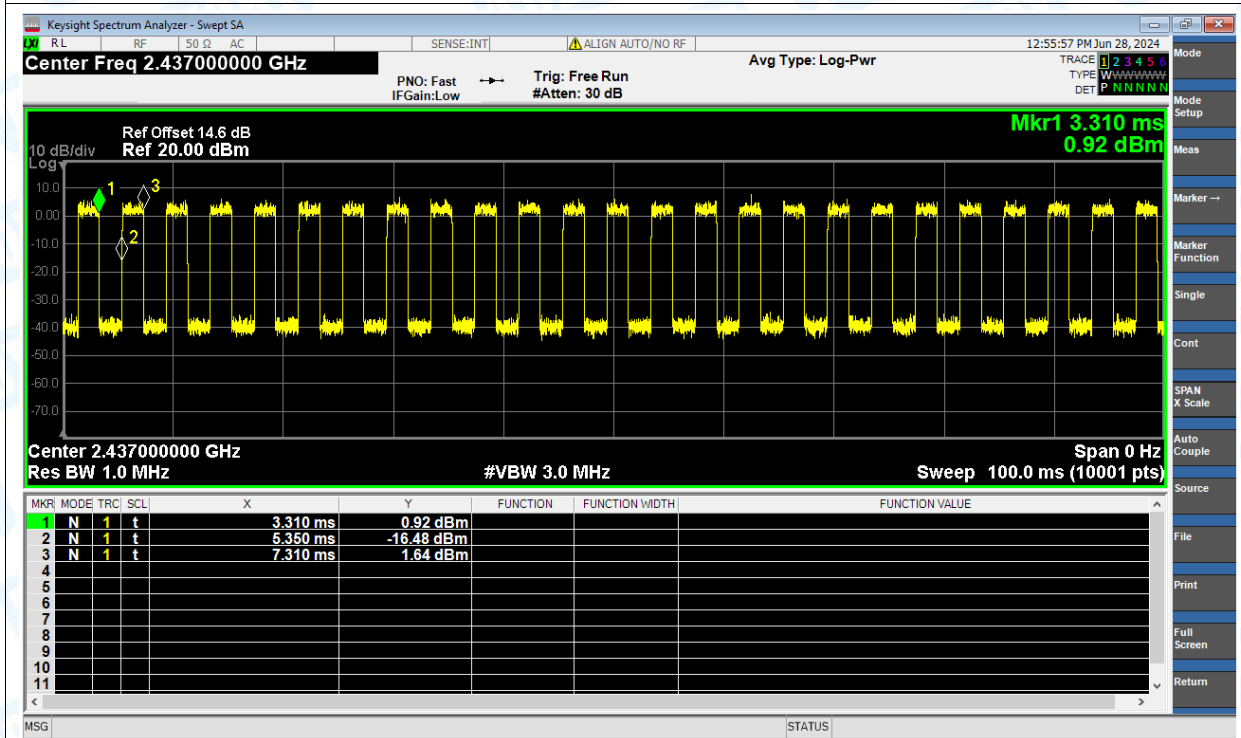 Keysight Spectrum Analyzer - Swept SA
LXI RL RF 50 Ω AC SENSE:INT ALIGN AUTO/NO RF 12:55:57 PM Jun 28, 2024
Center Freq 2.437000000 GHz Avg Type: Log-Pwr TRACE 1 2 3 4 5 6
PNO: Fast Trig: Free Run TYPE WWWWWW
IFGain:Low #Atten: 30 dB DET P N N N N N
Mkr1 3.310 ms
Ref Offset 14.6 dB
10 dB/div Ref 20.00 dBm 0.92 dBm
Log
10.0
0.00
-10.0
-20.0
-30.0
-40.0
-50.0
-60.0
-70.0
1
3
2
Center 2.437000000 GHz Span 0 Hz
Res BW 1.0 MHz #VBW 3.0 MHz Sweep 100.0 ms (10001 pts)
MKR MODE TRC SCL X Y FUNCTION FUNCTION WIDTH FUNCTION VALUE
1 N 1 t 3.310 ms 0.92 dBm
2 N 1 t 5.350 ms -16.48 dBm
3 N 1 t 7.310 ms 1.64 dBm
4
5
6
7
8
9
10
11
MSG STATUS
Mode
Mode
Setup
Meas
Marker →
Marker
Function
Single
Cont
SPAN
X Scale
Auto
Couple
Source
File
Print
Full
Screen
Return